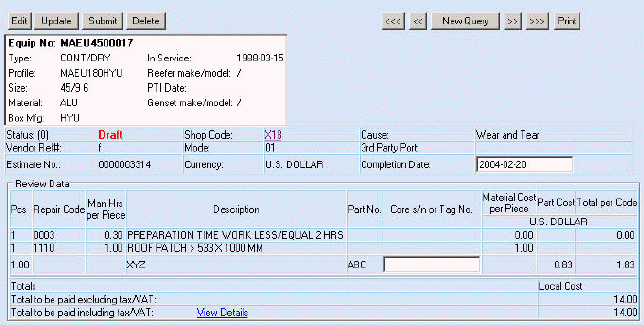 Edit Update Submit Delete <<< << New Query >> >>> Print
Equip No: MAEU4500017
Type: CONT/DRY In Service: 1998-03-15
Profile: MAEU180HYU Reefer make/model: /
Size: 45/9 6 PTI Date:
Material: ALU Genset make/model: /
Box Mfg: HYU
Status: (0) Draft Shop Code: X18 Cause: Wear and Tear
Vendor Ref#: f Mode: 01 3rd Party Port
Estimate No.: 0000003314 Currency: U.S. DOLLAR Completion Date: 2004-02-20
Review Data
Pcs Repair Code Man Hrs per Piece Description Part No. Core s/n or Tag No. Material Cost per Piece Part Cost Total per Code
U.S. DOLLAR
1 0003 0.30 PREPARATION TIME WORK LESS/EQUAL 2 HRS 0.00 0.00
1 1110 1.00 ROOF PATCH > 533 X 1000 MM 1.00
1.00 XYZ ABC 0.83 1.83
Totals Local Cost
Total to be paid excluding tax/VAT: 14.00
Total to be paid including tax/VAT: View Details 14.00